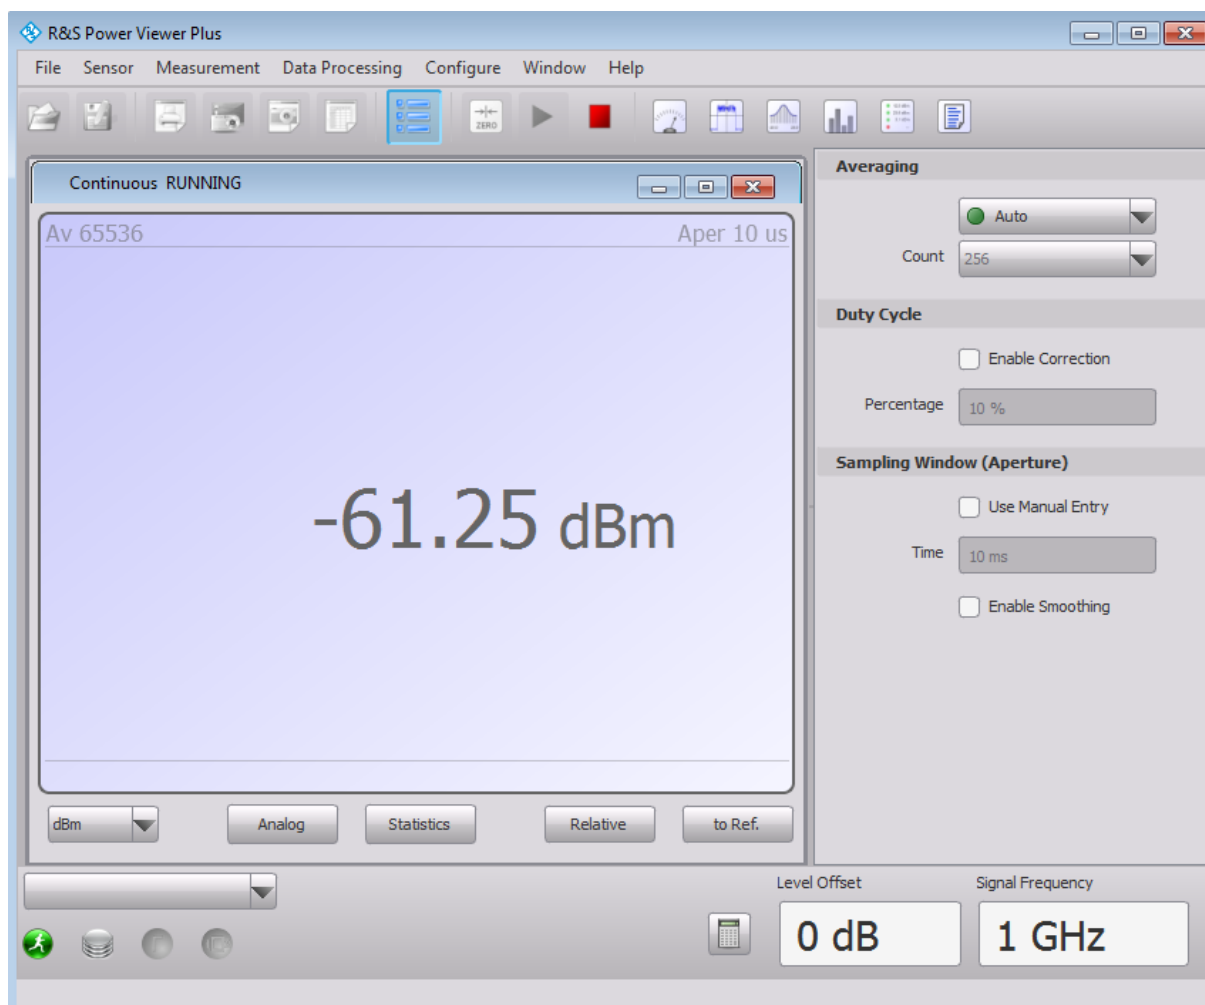 R&S Power Viewer Plus
File Sensor Measurement Data Processing Configure Window Help
ZERO
Continuous RUNNING
Av 65536 Aper 10 us
-61.25 dBm
dBm Analog Statistics Relative to Ref.
Averaging
Auto
Count 256
Duty Cycle
Enable Correction
Percentage 10 %
Sampling Window (Aperture)
Use Manual Entry
Time 10 ms
Enable Smoothing
Level Offset Signal Frequency
0 dB 1 GHz